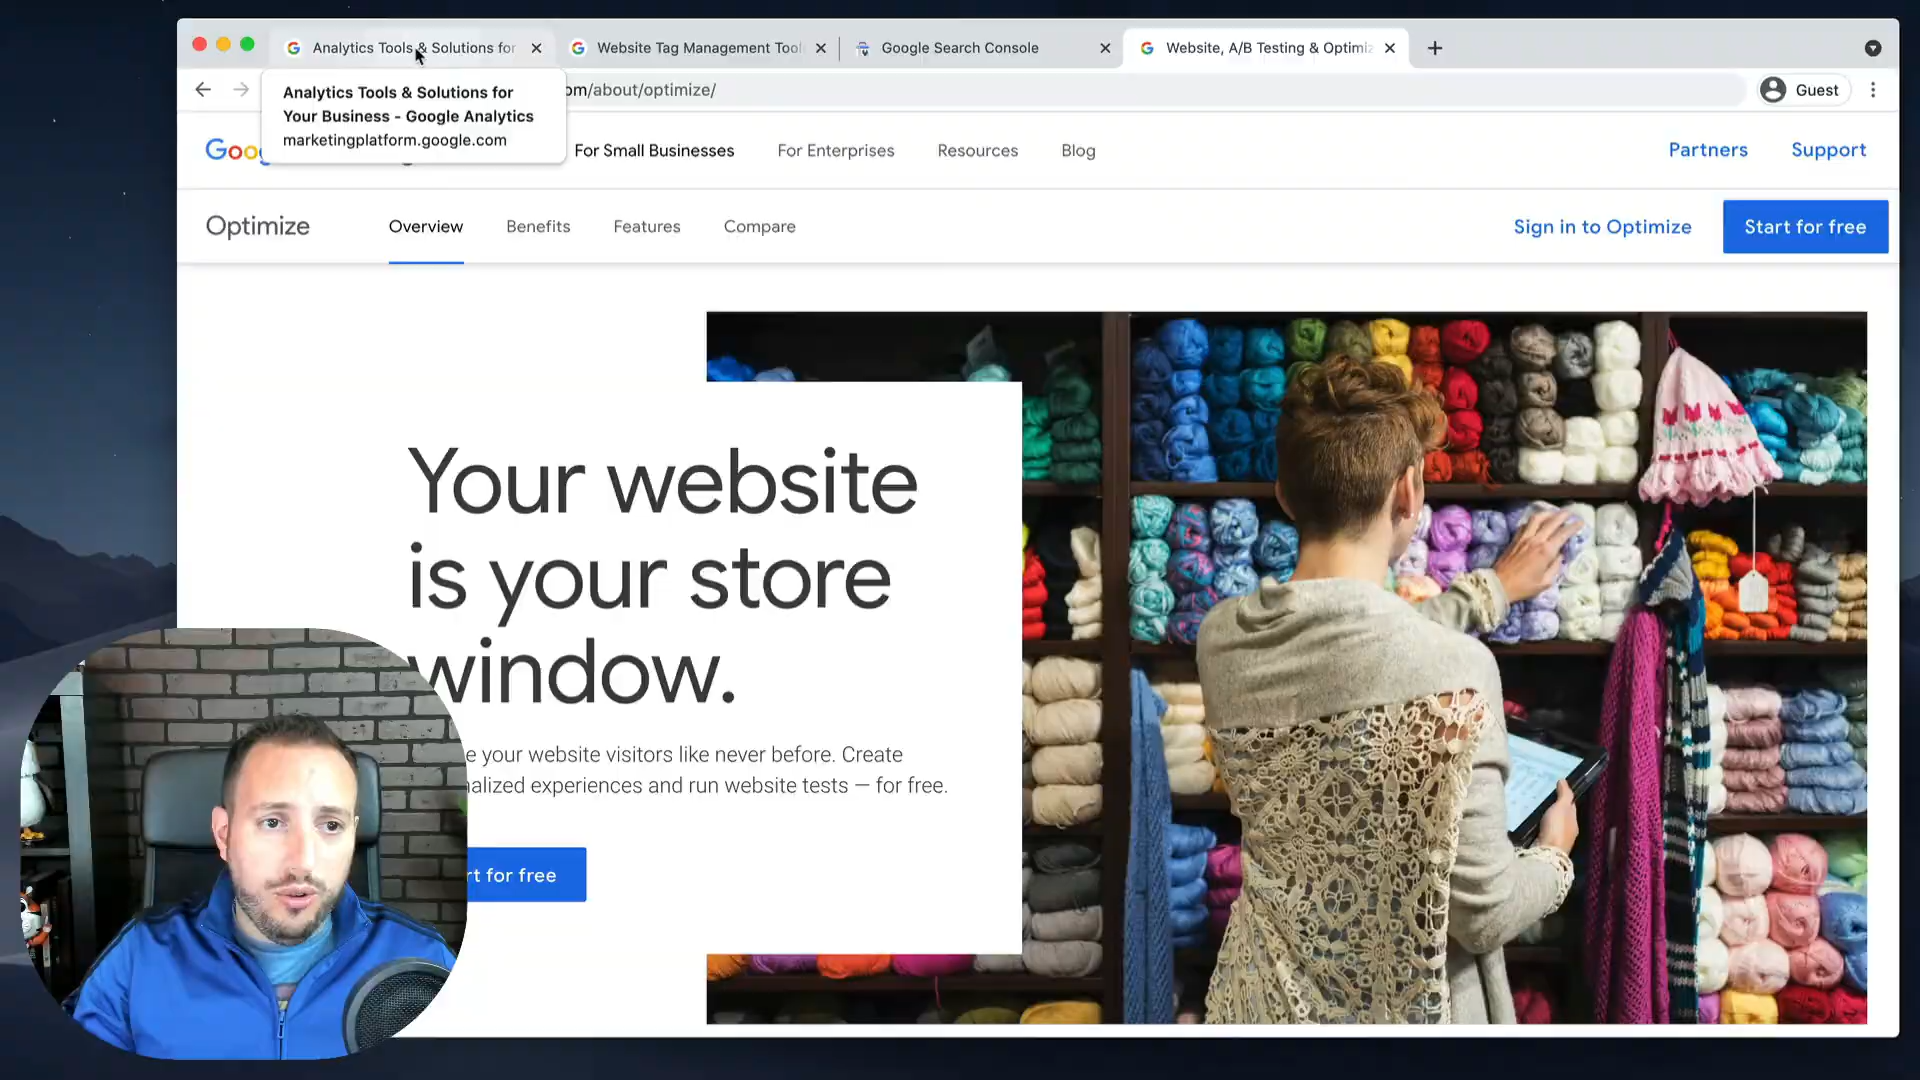 Analytics Tools & Solutions for
Website Tag Management Tool
Google Search Console
Website, A/B Testing & Optimiz
om/about/optimize/
Guest
Analytics Tools & Solutions for
Your Business - Google Analytics
marketingplatform.google.com
Goo
For Small Businesses
For Enterprises
Resources
Blog
Partners
Support
Optimize
Overview
Benefits
Features
Compare
Sign in to Optimize
Start for free
Your website
is your store
window.
e your website visitors like never before. Create
nalized experiences and run website tests — for free.
rt for free